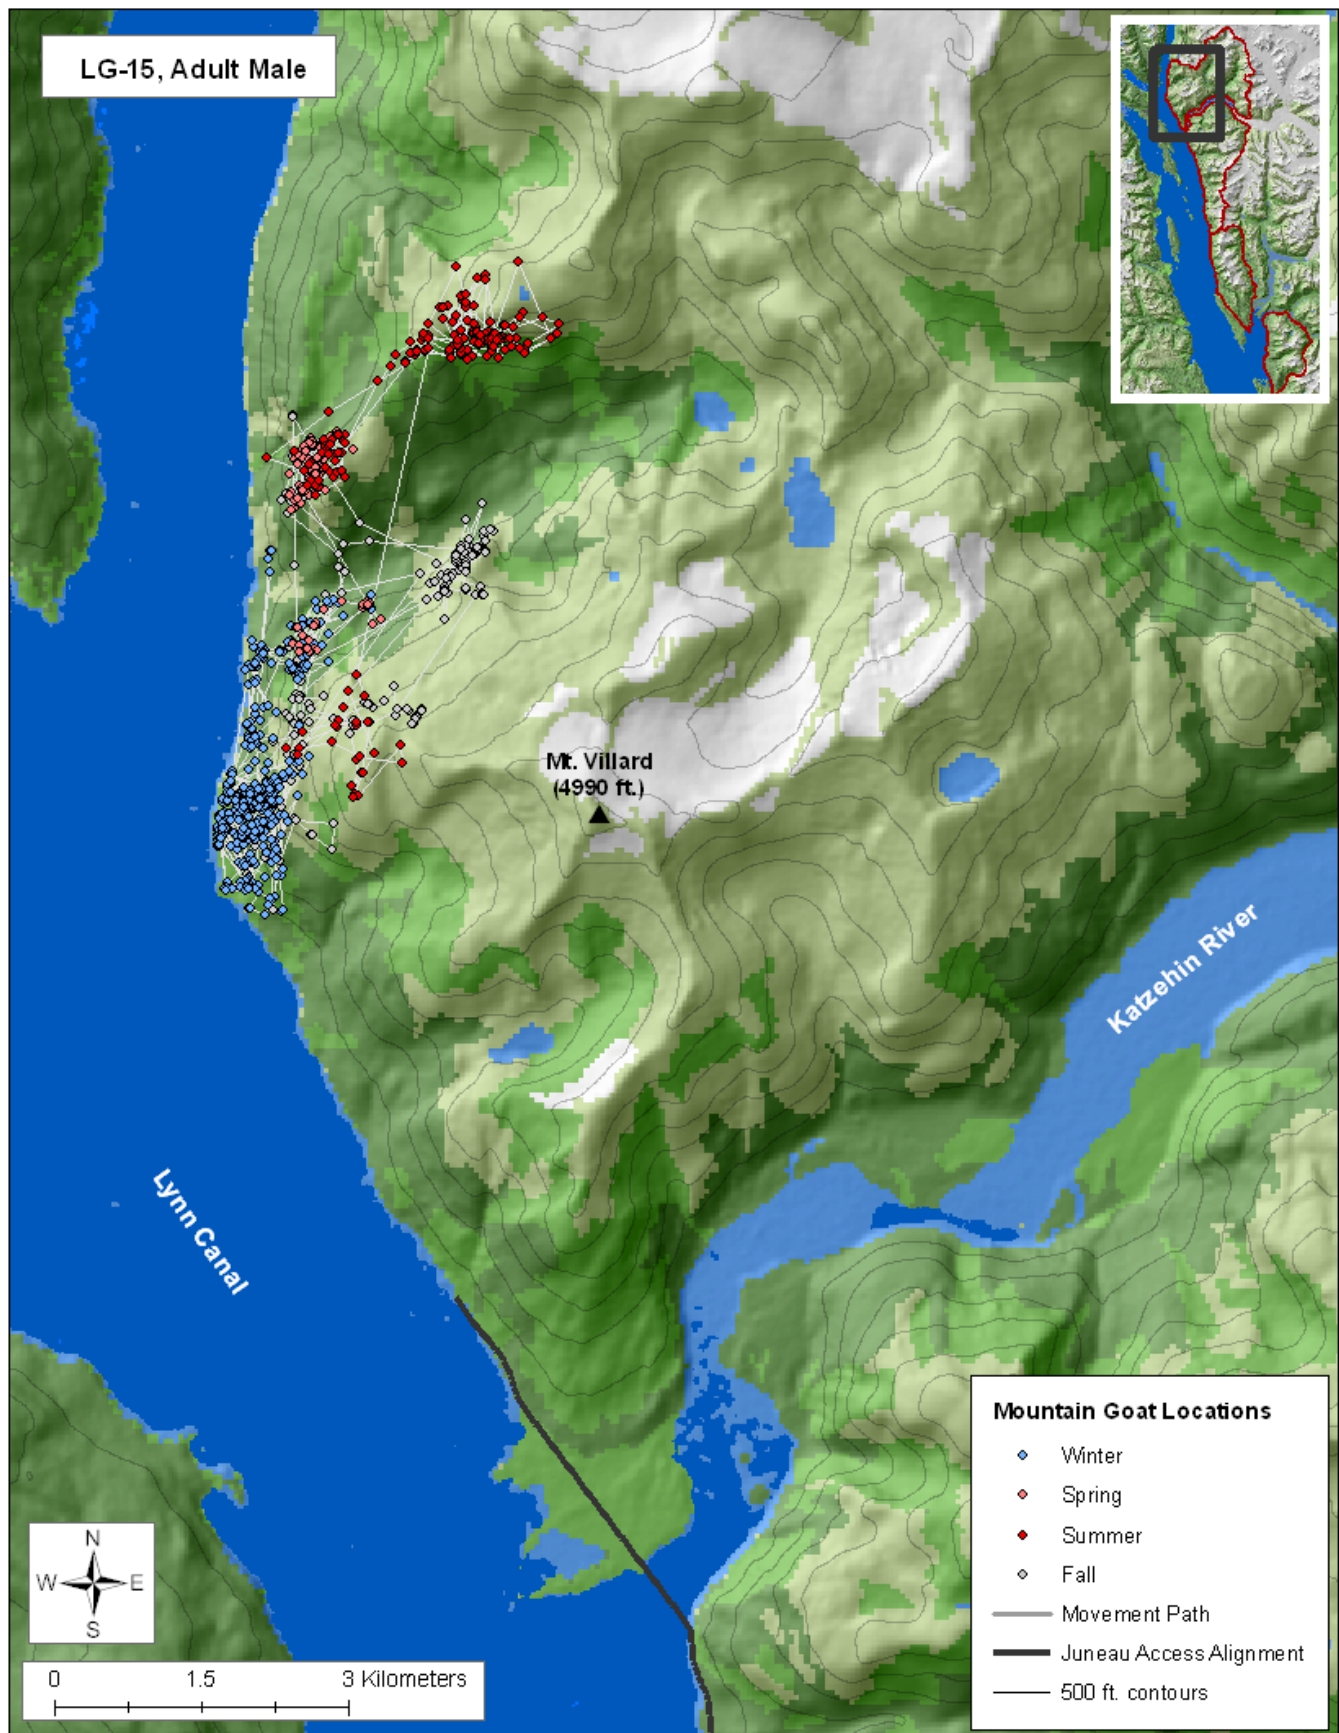 LG-15, Adult Male
Mt. Villard
(4990 ft.)
Katzehin River
Lynn Canal
Mountain Goat Locations
Winter
Spring
Summer
Fall
Movement Path
Juneau Access Alignment
500 ft. contours
N
W E
S
0 1.5 3 Kilometers